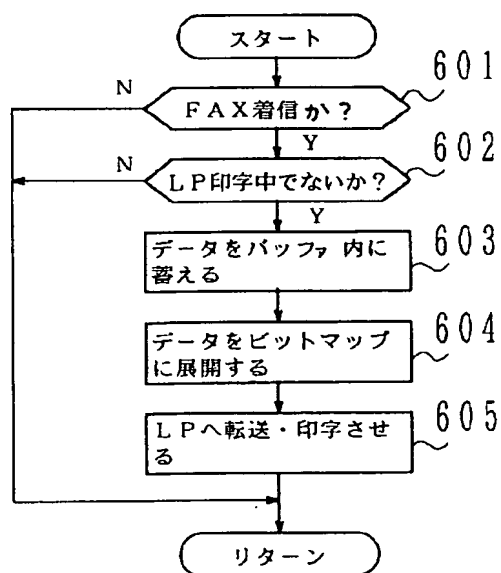 スタート
601
N
FAX着信か?
Y
602
N
LP印字中でないか?
Y
603
データをバッファ内に
蓄える
604
データをビットマップ
に展開する
605
LPへ転送・印字させ
る
リターン